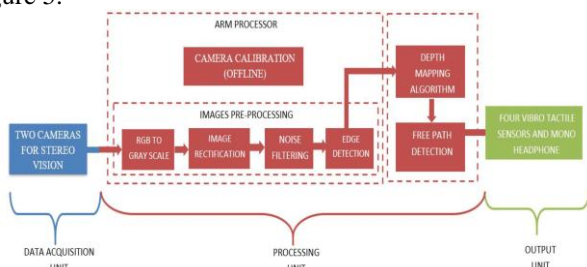 gure 3.
ARM PROCESSOR
CAMERA CALIBRATION
(OFFLINE)
IMAGES PRE-PROCESSING
TWO CAMERAS
FOR STEREO
VISION
RGB TO
GRAY SCALE
IMAGE
RECTIFICATION
NOISE
FILTERING
EDGE
DETECTION
DEPTH
MAPPING
ALGORITHM
FREE PATH
DETECTION
FOUR VIBRO TACTILE
SENSORS AND MONO
HEADPHONE
DATA ACQUISITION
UNIT
PROCESSING
UNIT
OUTPUT
UNIT